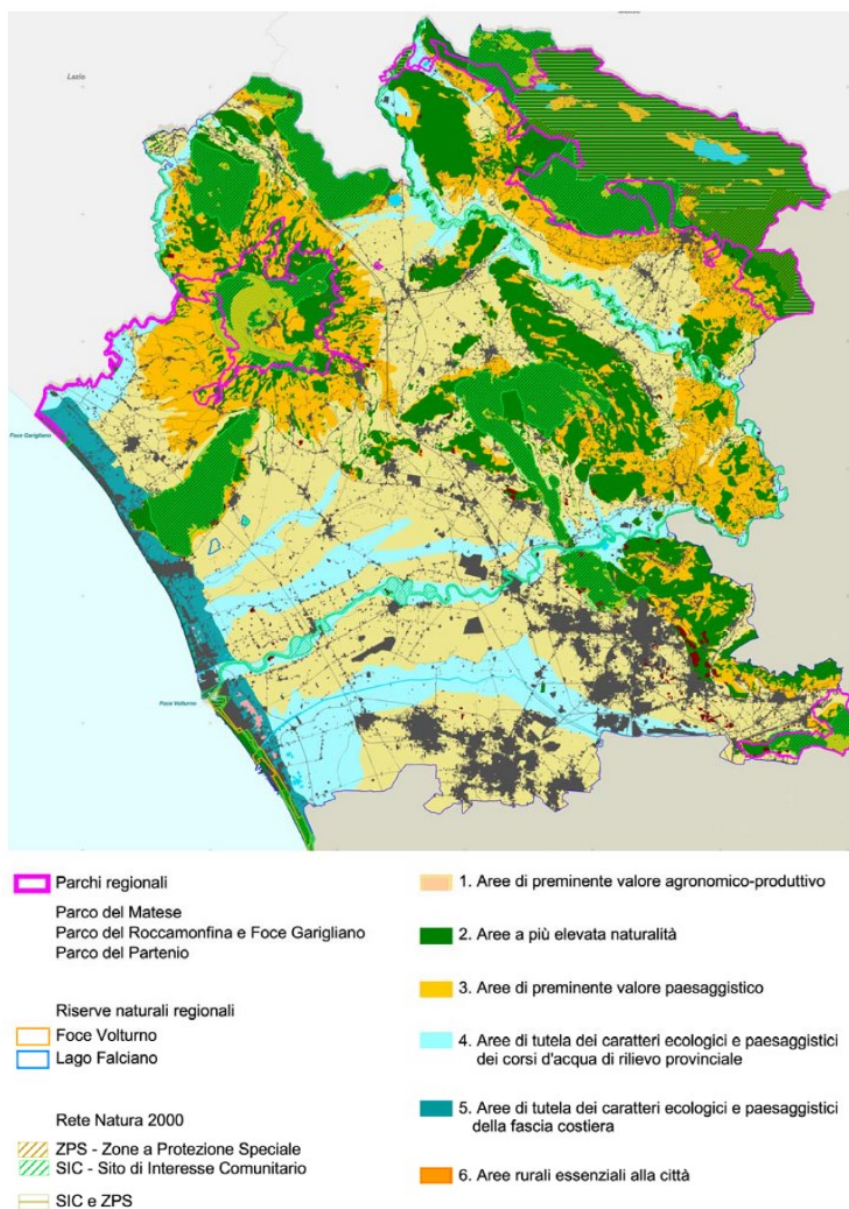 Lazio
Foce Garigliano
Foce Volturno
Parchi regionali
Parco del Matese
Parco del Roccamonfina e Foce Garigliano
Parco del Partenio
Riserve naturali regionali
Foce Volturno
Lago Falciano
Rete Natura 2000
ZPS - Zone a Protezione Speciale
SIC - Sito di Interesse Comunitario
SIC e ZPS
1. Aree di preminente valore agronomico-produttivo
2. Aree a più elevata naturalità
3. Aree di preminente valore paesaggistico
4. Aree di tutela dei caratteri ecologici e paesaggistici
dei corsi d'acqua di rilievo provinciale
5. Aree di tutela dei caratteri ecologici e paesaggistici
della fascia costiera
6. Aree rurali essenziali alla città